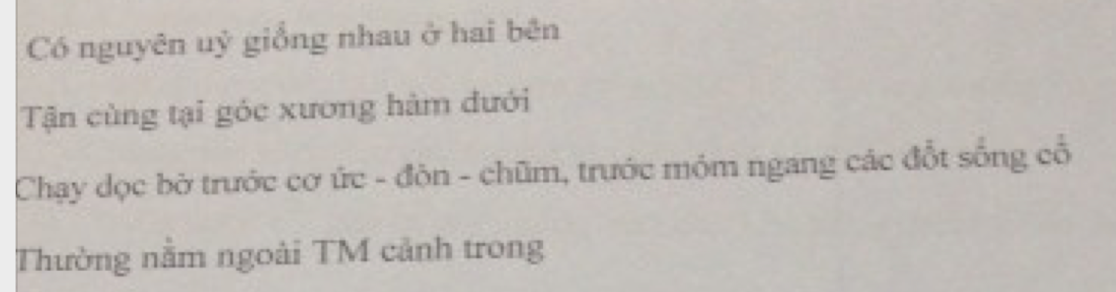 Có nguyên uỷ giống nhau ở hai bên
Tận cùng tại góc xương hàm dưới
Chạy dọc bờ trước cơ ức - đòn - chũm, trước mỏm ngang các đốt sống cổ
Thường nằm ngoài TM cảnh trong